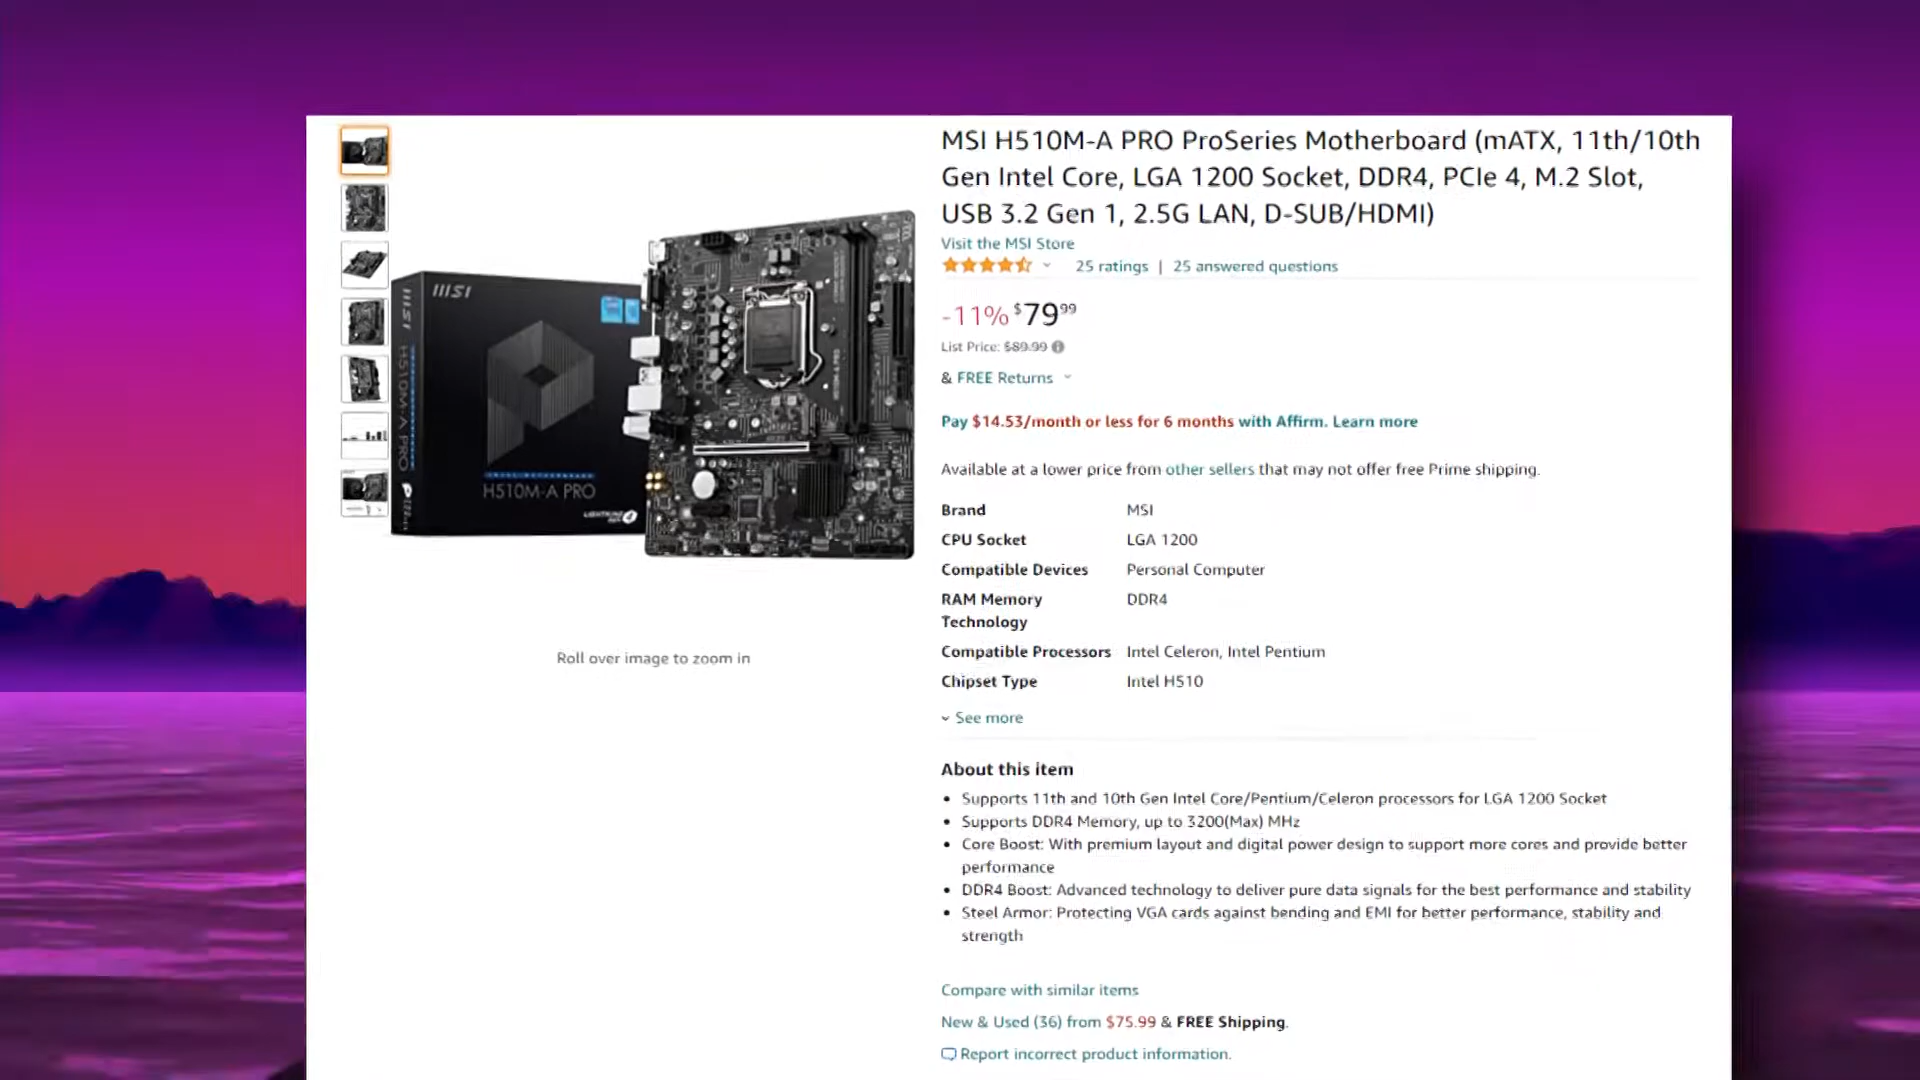 MSI H510M-A PRO ProSeries Motherboard (mATX, 11th/10th
Gen Intel Core, LGA 1200 Socket, DDR4, PCIe 4, M.2 Slot,
USB 3.2 Gen 1, 2.5G LAN, D-SUB/HDMI)
Visit the MSI Store
25 ratings | 25 answered questions
-11% $79.99
List Price: $89.99
& FREE Returns
Pay $14.53/month or less for 6 months with Affirm. Learn more
Available at a lower price from other sellers that may not offer free Prime shipping.
Brand MSI
CPU Socket LGA 1200
Compatible Devices Personal Computer
RAM Memory DDR4
Technology
Compatible Processors Intel Celeron, Intel Pentium
Chipset Type Intel H510
See more
About this item
• Supports 11th and 10th Gen Intel Core/Pentium/Celeron processors for LGA 1200 Socket
• Supports DDR4 Memory, up to 3200(Max) MHz
• Core Boost: With premium layout and digital power design to support more cores and provide better
performance
• DDR4 Boost: Advanced technology to deliver pure data signals for the best performance and stability
• Steel Armor: Protecting VGA cards against bending and EMI for better performance, stability and
strength
Compare with similar items
New & Used (36) from $75.99 & FREE Shipping.
Report incorrect product information.
MSI
H510M-A PRO
MSI
H510M-A PRO
Roll over image to zoom in